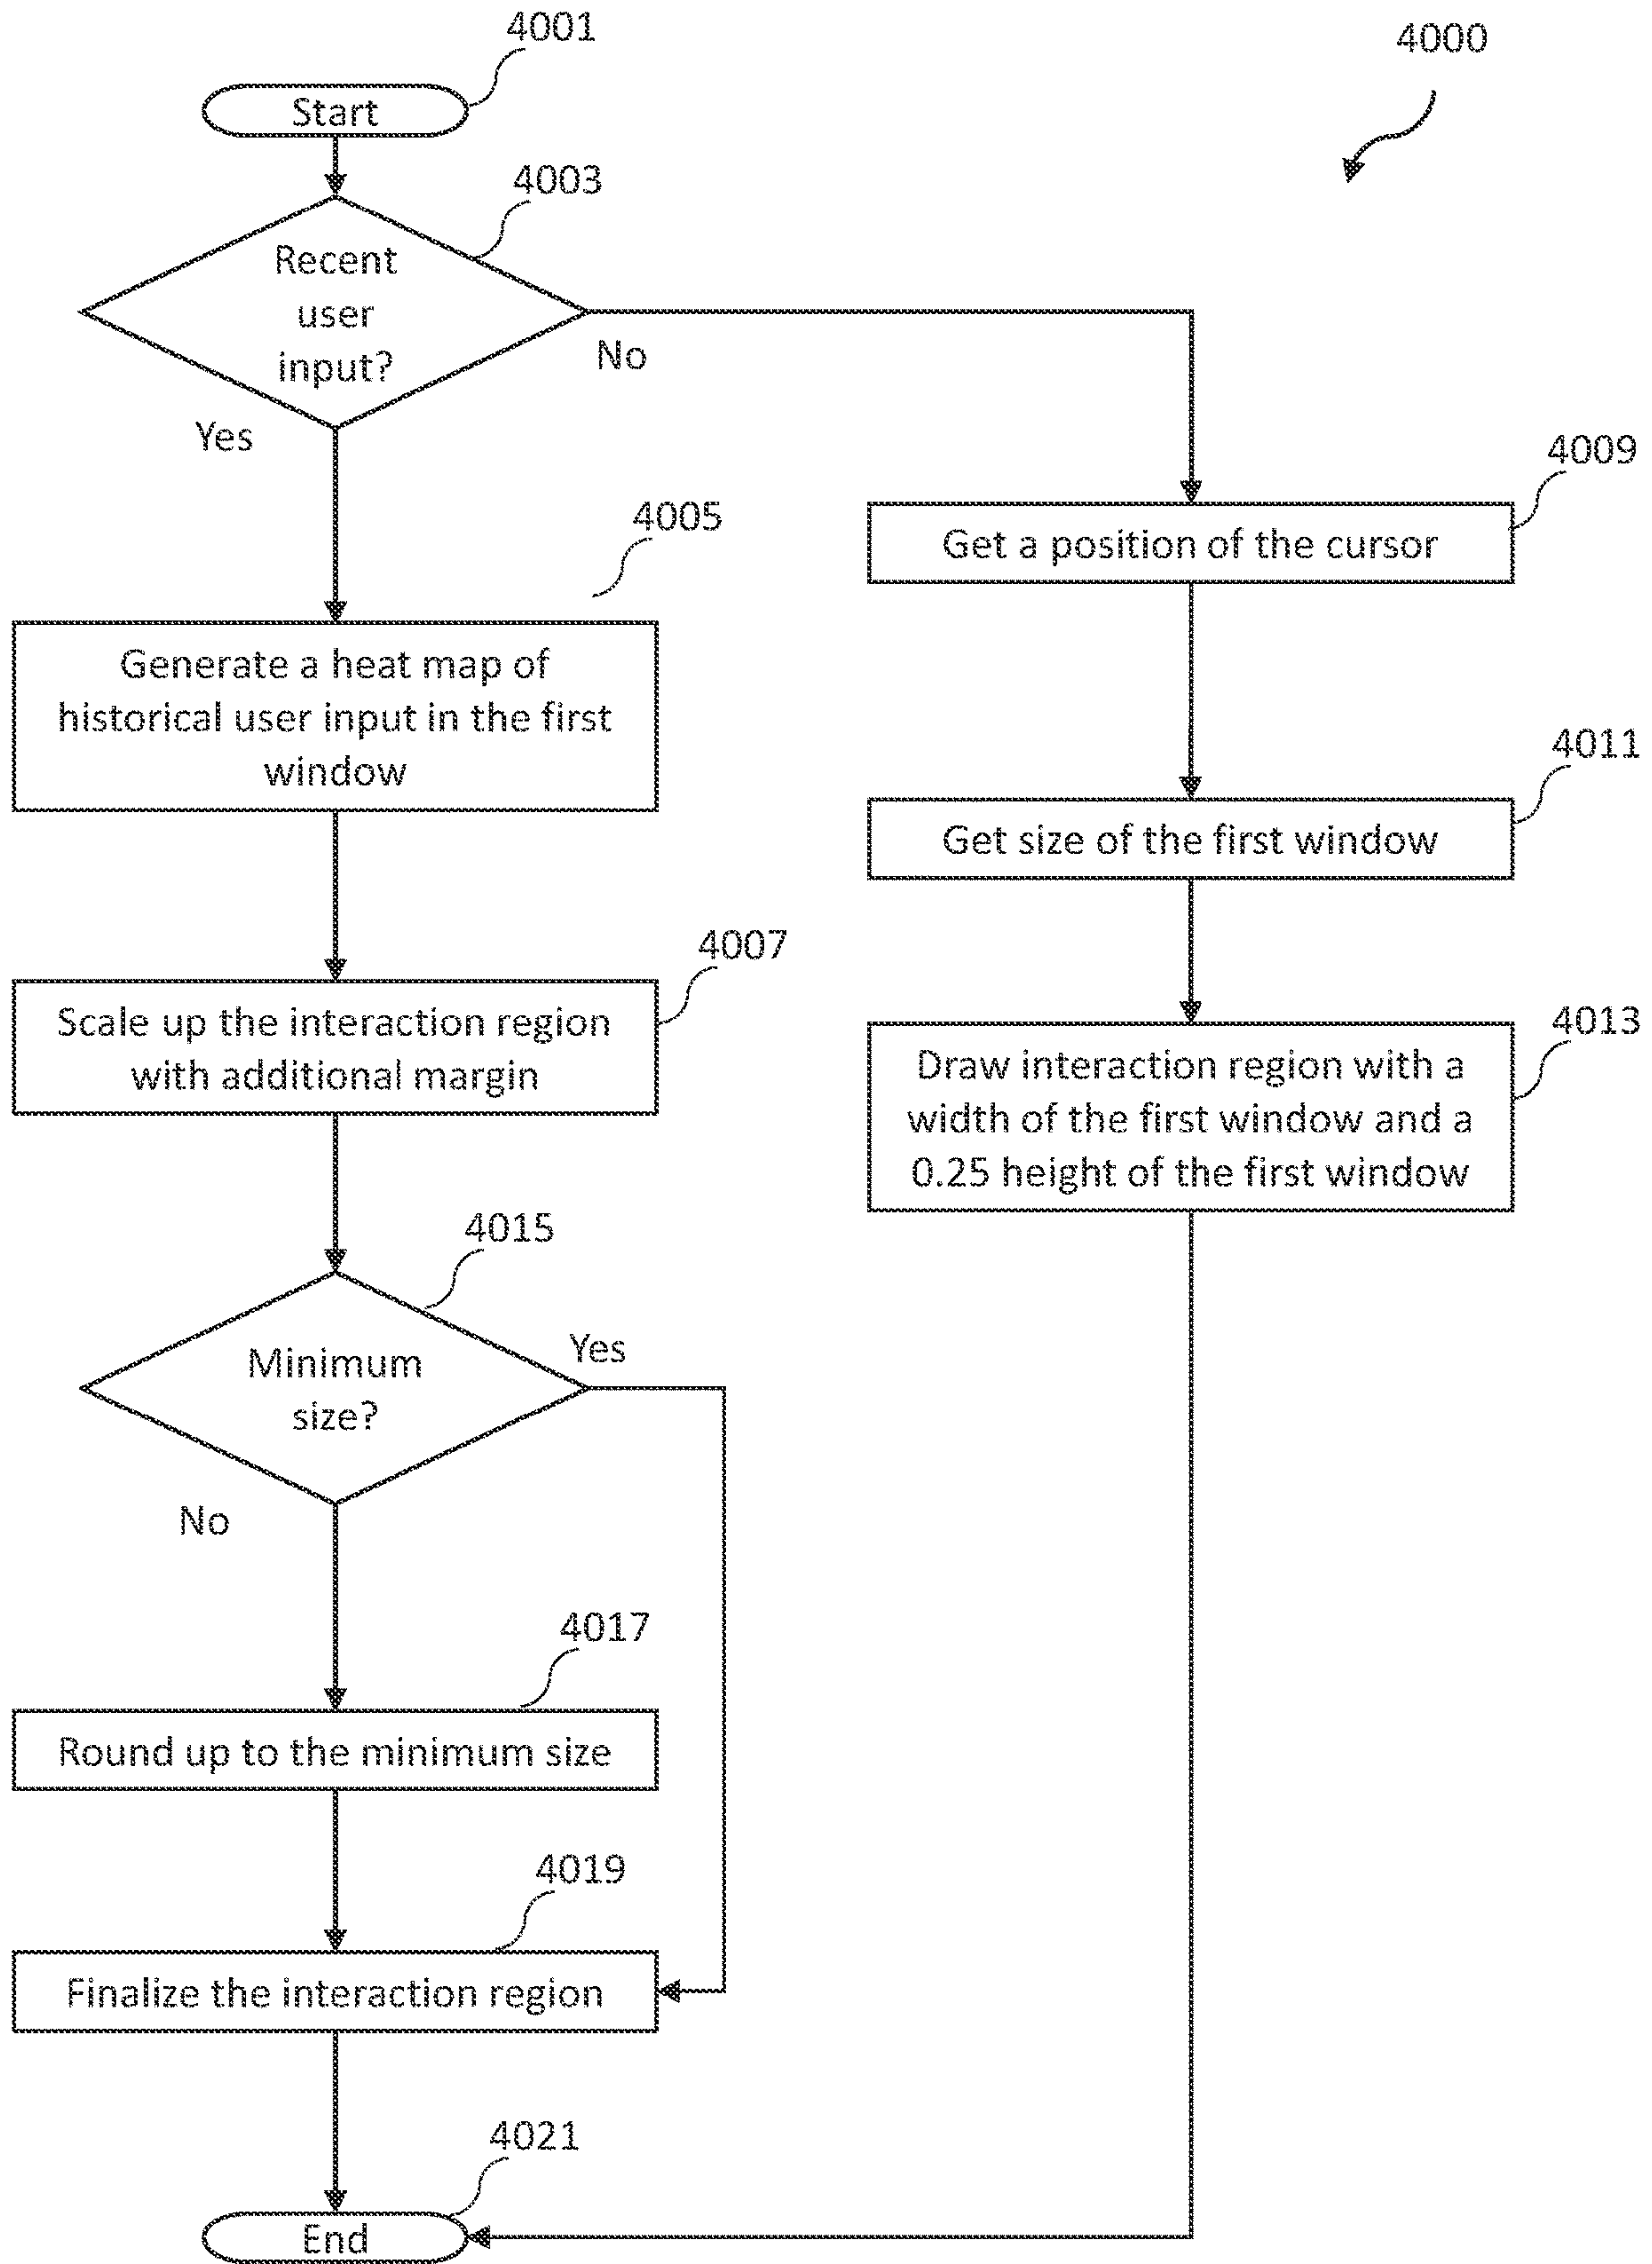 4001
4000
Start
4003
Recent
user
input?
No
Yes
4009
Get a position of the cursor
4005
Generate a heat map of
historical user input in the first
window
4011
Get size of the first window
4007
Scale up the interaction region
with additional margin
4013
Draw interaction region with a
width of the first window and a
0.25 height of the first window
4015
Minimum
size?
Yes
No
4017
Round up to the minimum size
4019
Finalize the interaction region
4021
End